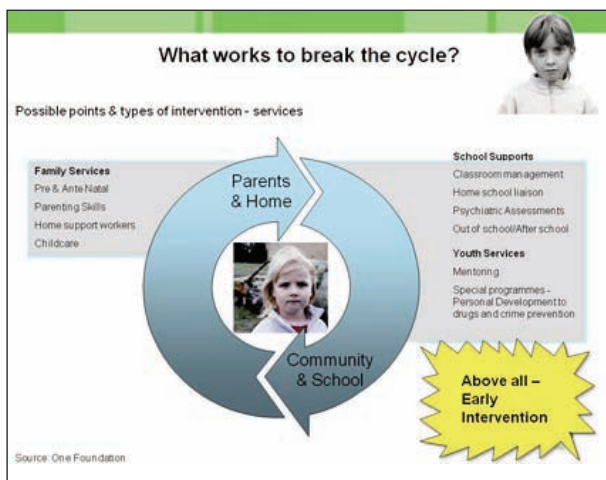 What works to break the cycle?
Possible points & types of intervention - services
Family Services
Pre & Ante Natal
Parenting Skills
Home support workers
Childcare
Parents
& Home
School Supports
Classroom management
Home school liaison
Psychiatric Assessments
Out of school/After school
Youth Services
Mentoring
Special programmes -
Personal Development to
drugs and crime prevention
Community
& School
Above all –
Early
Intervention
Source: One Foundation